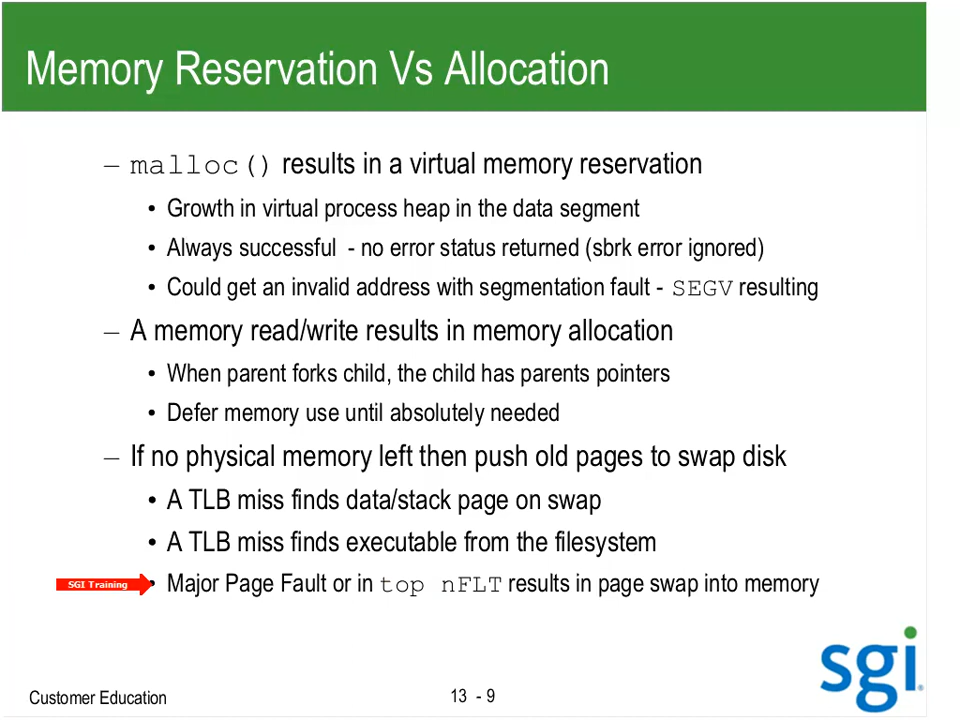 Memory Reservation Vs Allocation
– malloc() results in a virtual memory reservation
• Growth in virtual process heap in the data segment
• Always successful - no error status returned (sbrk error ignored)
• Could get an invalid address with segmentation fault - SEGV resulting
– A memory read/write results in memory allocation
• When parent forks child, the child has parents pointers
• Defer memory use until absolutely needed
– If no physical memory left then push old pages to swap disk
• A TLB miss finds data/stack page on swap
• A TLB miss finds executable from the filesystem
SGI Training
• Major Page Fault or in top nFLT results in page swap into memory
sgi
Customer Education
13 - 9